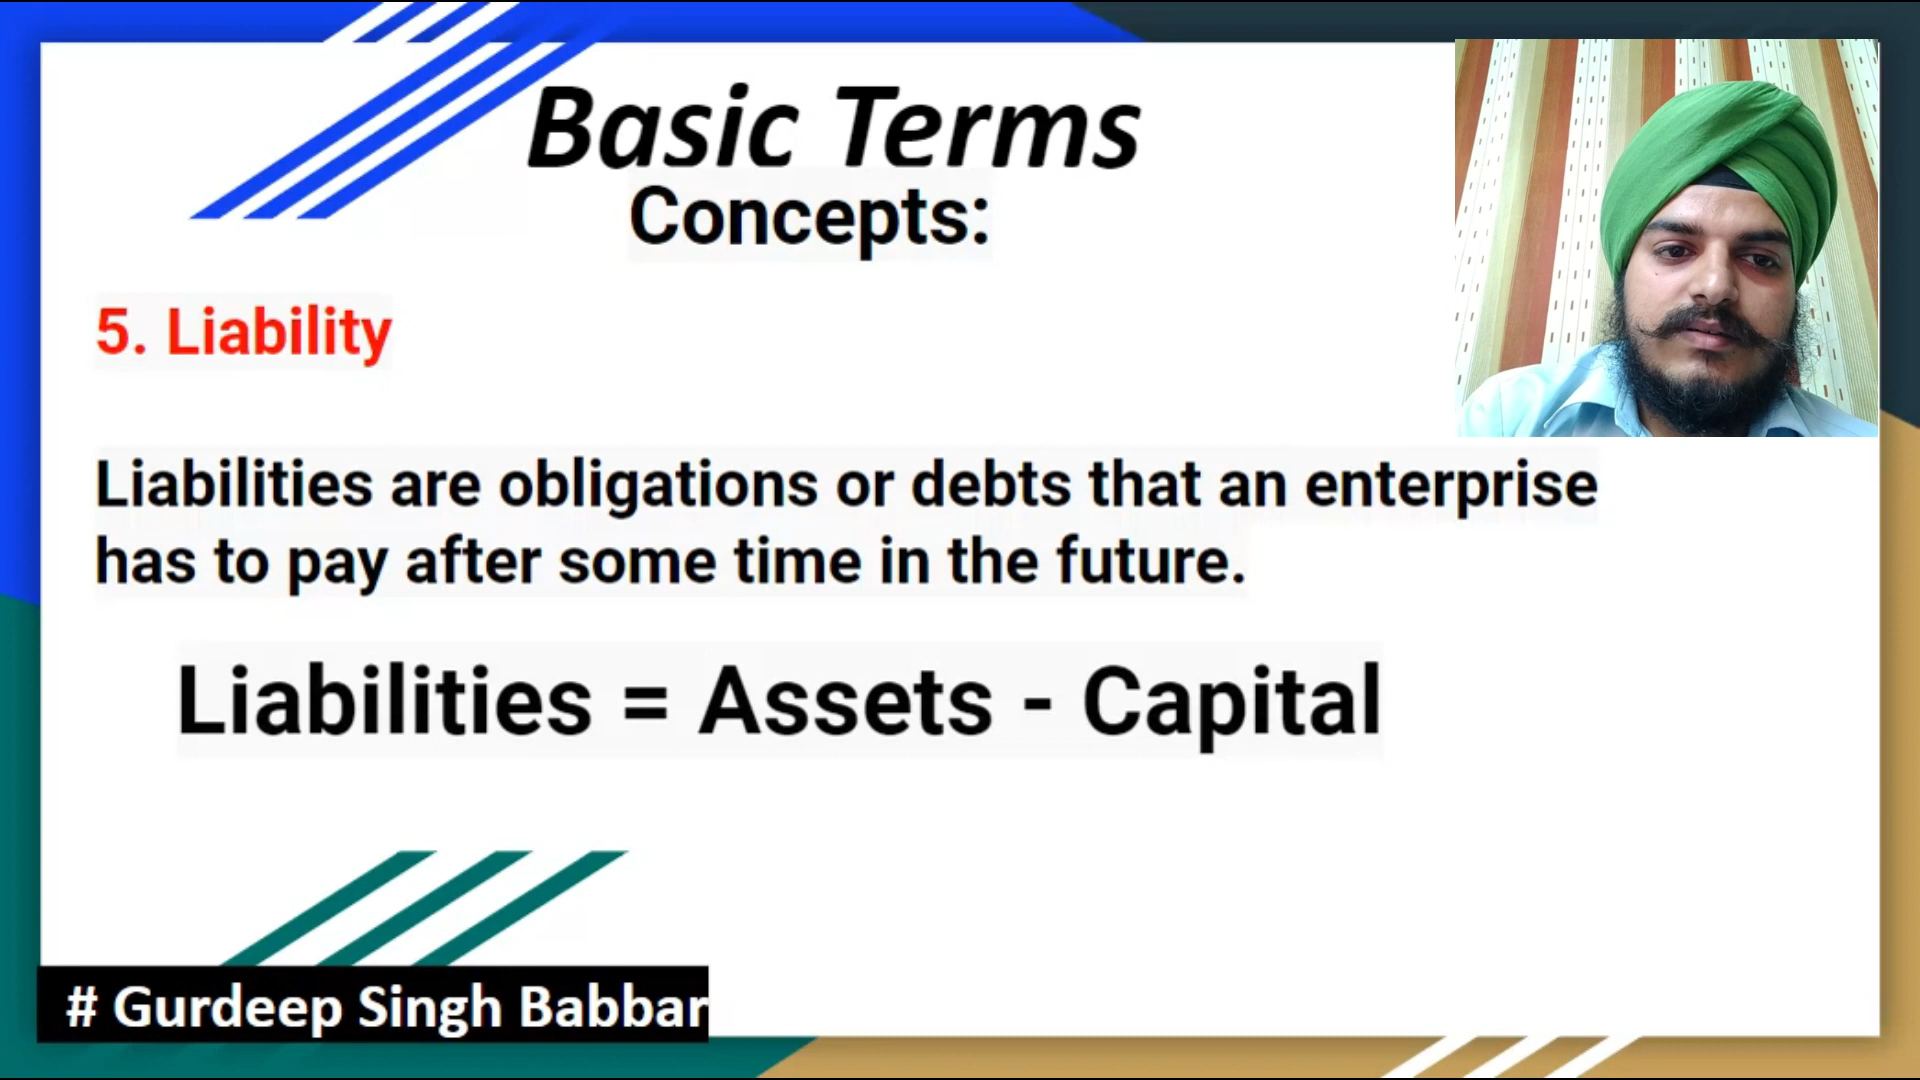 Basic Terms
Concepts:
5. Liability
Liabilities are obligations or debts that an enterprise
has to pay after some time in the future.
Liabilities = Assets - Capital
# Gurdeep Singh Babbar